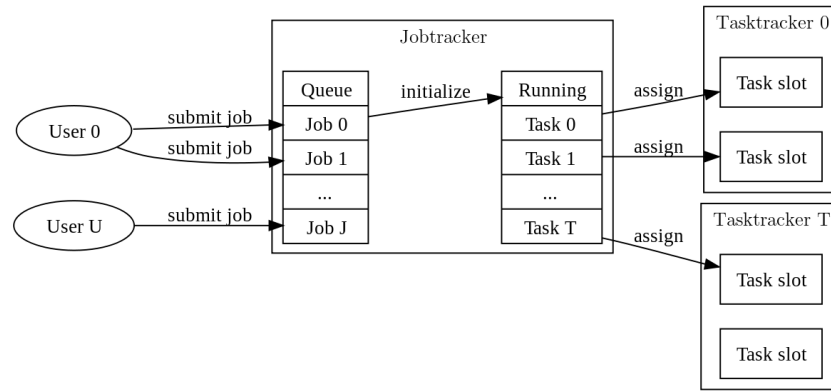 Jobtracker
Tasktracker 0
Queue
initialize
Running
assign
Task slot
User 0
submit job
Job 0
Task 0
submit job
Job 1
Task 1
assign
Task slot
...
...
User U
submit job
Job J
Task T
assign
Tasktracker T
Task slot
Task slot